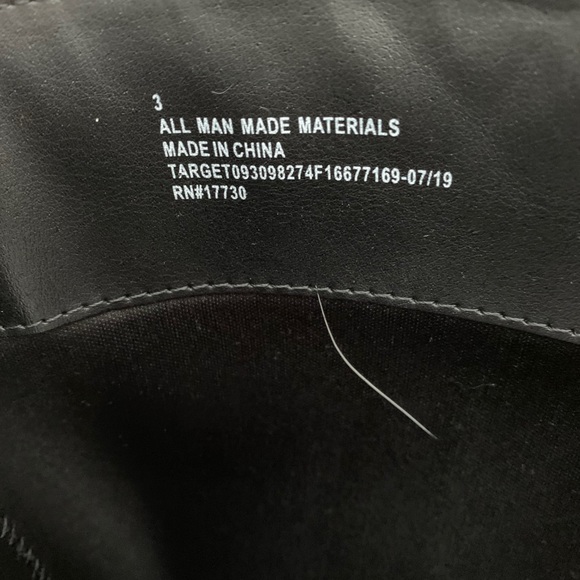 3
ALL MAN MADE MATERIALS
MADE IN CHINA
TARGET093098274F16677169-07/19
RN#17730